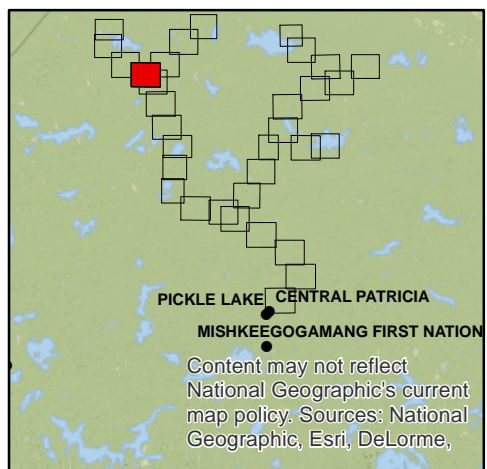 PICKLE LAKE
CENTRAL PATRICIA
MISHKEEGOGAMANG FIRST NATION
Content may not reflect
National Geographic's current
map policy. Sources: National
Geographic, Esri, DeLorme,